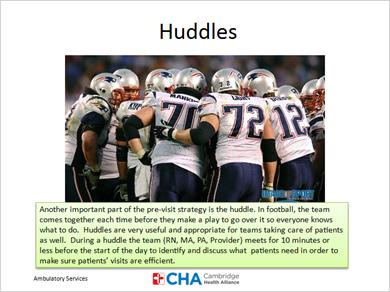 Huddles
MANKINS
70
LIGHT
72
12
Another important part of the pre-visit strategy is the huddle. In football, the team
comes together each time before they make a play to go over it so everyone knows
what to do.  Huddles are very useful and appropriate for teams taking care of patients
as well.  During a huddle the team (RN, MA, PA, Provider) meets for 10 minutes or
less before the start of the day to identify and discuss what  patients need in order to
make sure patients' visits are efficient.
Ambulatory Services
CHA
Cambridge
Health Alliance